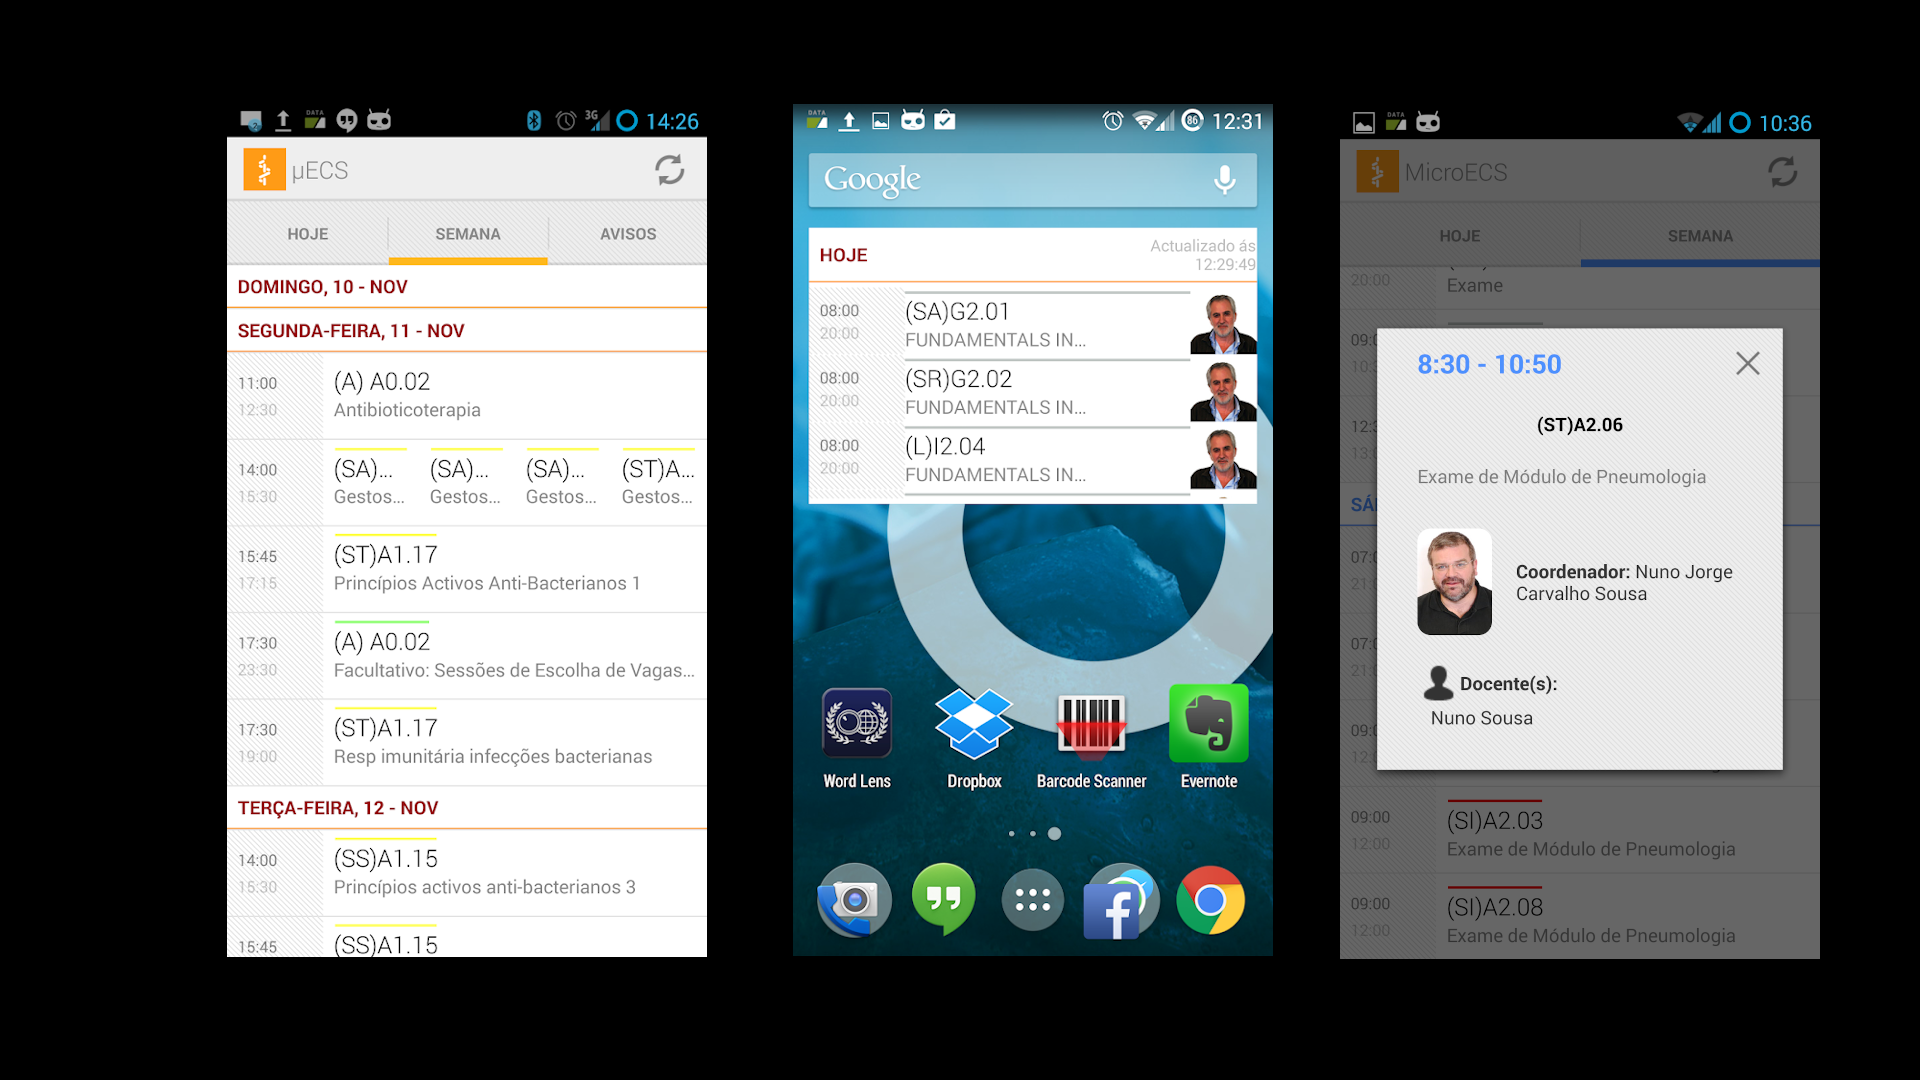 DATA
3G
14:26
µECS
HOJE
SEMANA
AVISOS
DOMINGO, 10 - NOV
SEGUNDA-FEIRA, 11 - NOV
11:00
(A) A0.02
12:30
Antibioticoterapia
14:00
(SA)...
(SA)...
(SA)...
(ST)A...
15:30
Gestos...
Gestos...
Gestos...
Gestos...
15:45
(ST)A1.17
17:15
Princípios Activos Anti-Bacterianos 1
17:30
(A) A0.02
23:30
Facultativo: Sessões de Escolha de Vagas...
17:30
(ST)A1.17
19:00
Resp imunitária infecções bacterianas
TERÇA-FEIRA, 12 - NOV
14:00
(SS)A1.15
15:30
Princípios activos anti-bacterianos 3
15:45
(SS)A1.15
DATA
86
12:31
Google
HOJE
Actualizado ás
12:29:49
08:00
(SA)G2.01
20:00
FUNDAMENTALS IN...
08:00
(SR)G2.02
20:00
FUNDAMENTALS IN...
08:00
(L)I2.04
20:00
FUNDAMENTALS IN...
Word Lens
Dropbox
Barcode Scanner
Evernote
DATA
10:36
MicroECS
HOJE
SEMANA
20:00
Exame
8:30 - 10:50
(ST)A2.06
Exame de Módulo de Pneumologia
Coordenador: Nuno Jorge
Carvalho Sousa
Docente(s):
Nuno Sousa
09:00
(SI)A2.03
12:00
Exame de Módulo de Pneumologia
09:00
(SI)A2.08
12:00
Exame de Módulo de Pneumologia